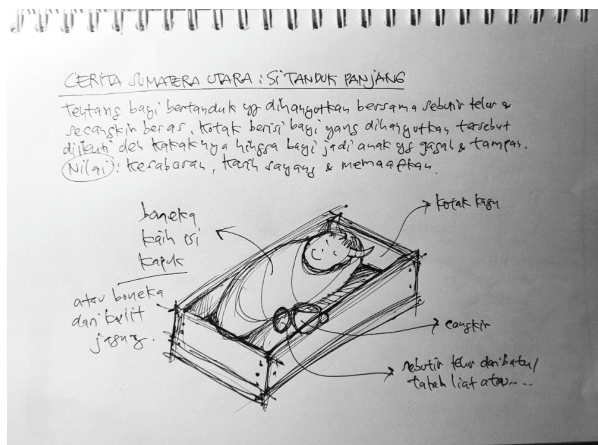 CERITA SUMATERA UTARA : SI TANDUK PANJANG
Tentang bayi bertanduk yg dihanyutkan bersama sebutir telur &
secangkir beras. Kotak berisi bayi yang dihanyutkan tersebut
diikuti oleh kakaknya hingga bayi jadi anak yg gagah & tampan.
Nilai : Kesabaran, kasih sayang & memaafkan.
boneka
kain isi
kapuk
atau boneka
dari kulit
jagung.
kotak kayu
cangkir
sebutir telur dari batu/
tanah liat atau....